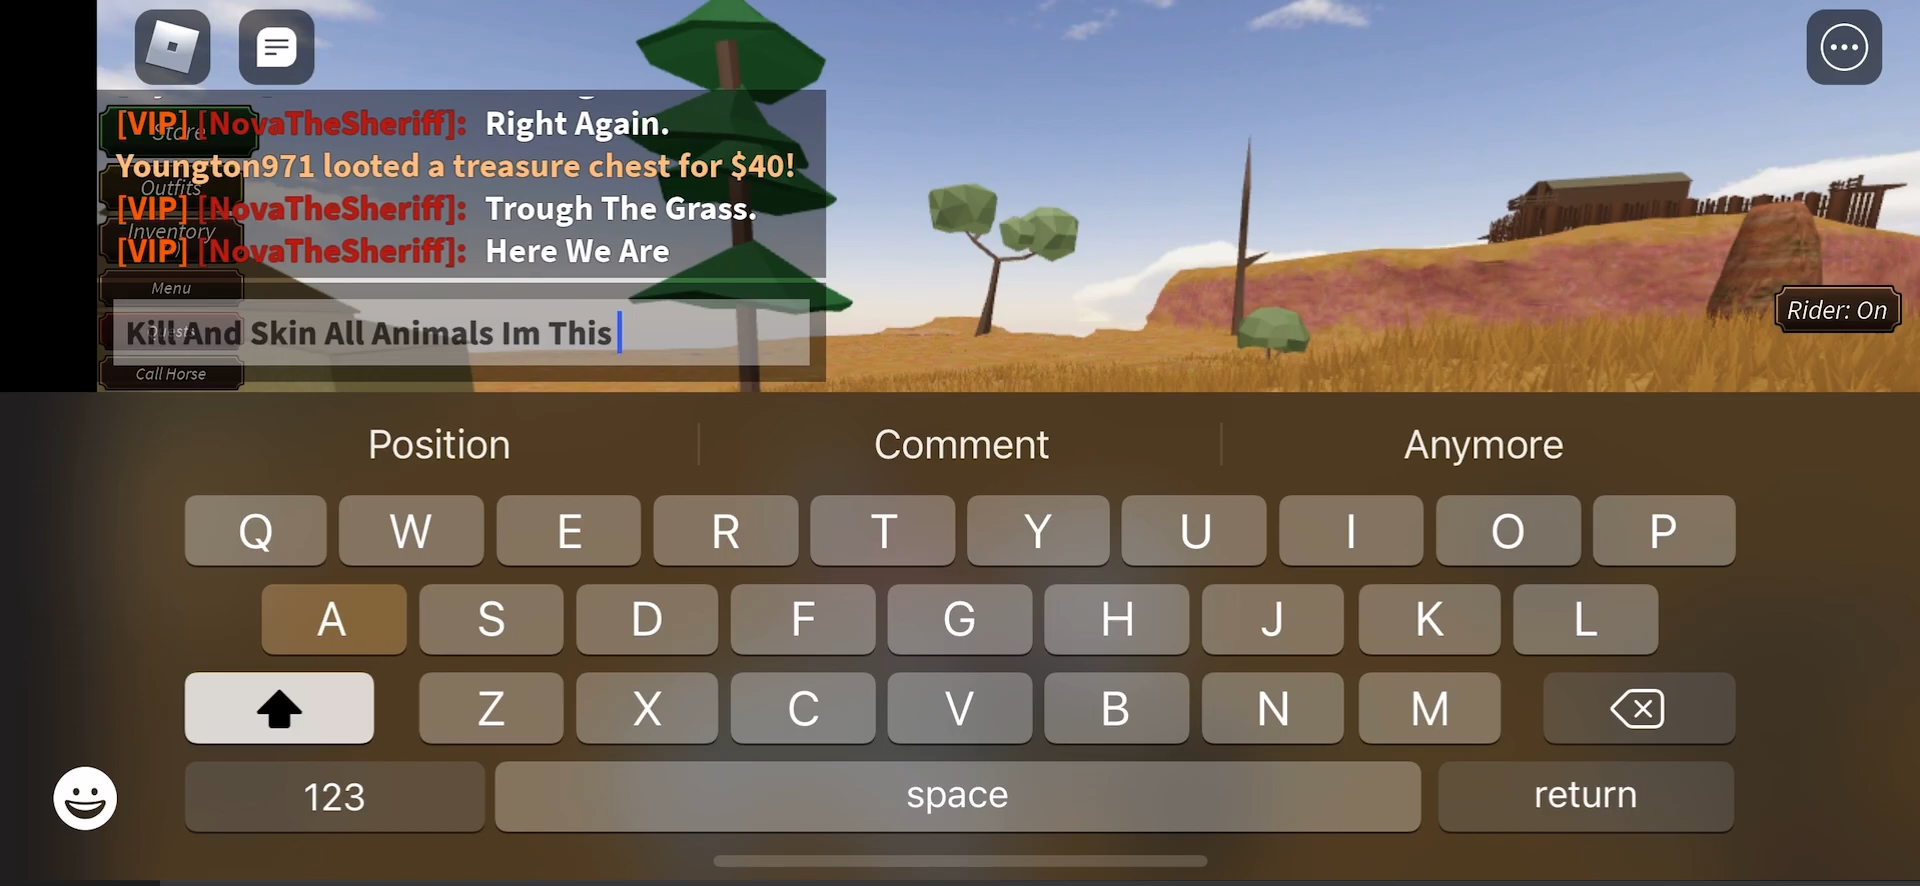 [VIP] [NovaTheSheriff]: Right Again.
Store
Youngton971 looted a treasure chest for $40!
Outfits
[VIP] [NovaTheSheriff]: Trough The Grass.
Inventory
[VIP] [NovaTheSheriff]: Here We Are
Menu
Rider: On
Kill And Skin All Animals Im This
Quests
Call Horse
Position Comment Anymore
Q W E R T Y U I O P
A S D F G H J K L
Z X C V B N M
123 space return